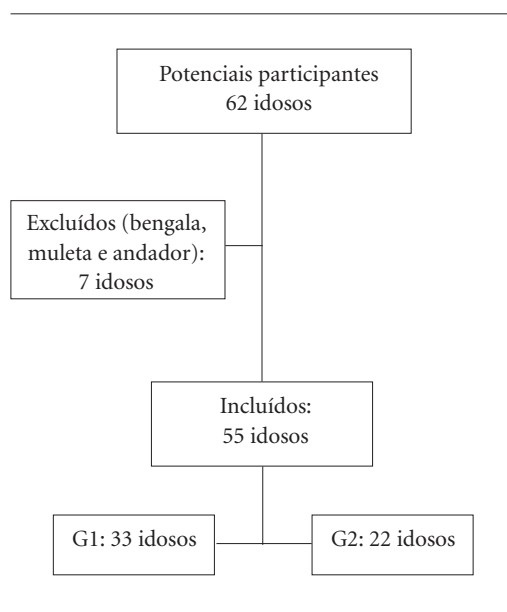 Potenciais participantes
62 idosos
Excluídos (bengala,
muleta e andador):
7 idosos
Incluídos:
55 idosos
G1: 33 idosos
G2: 22 idosos